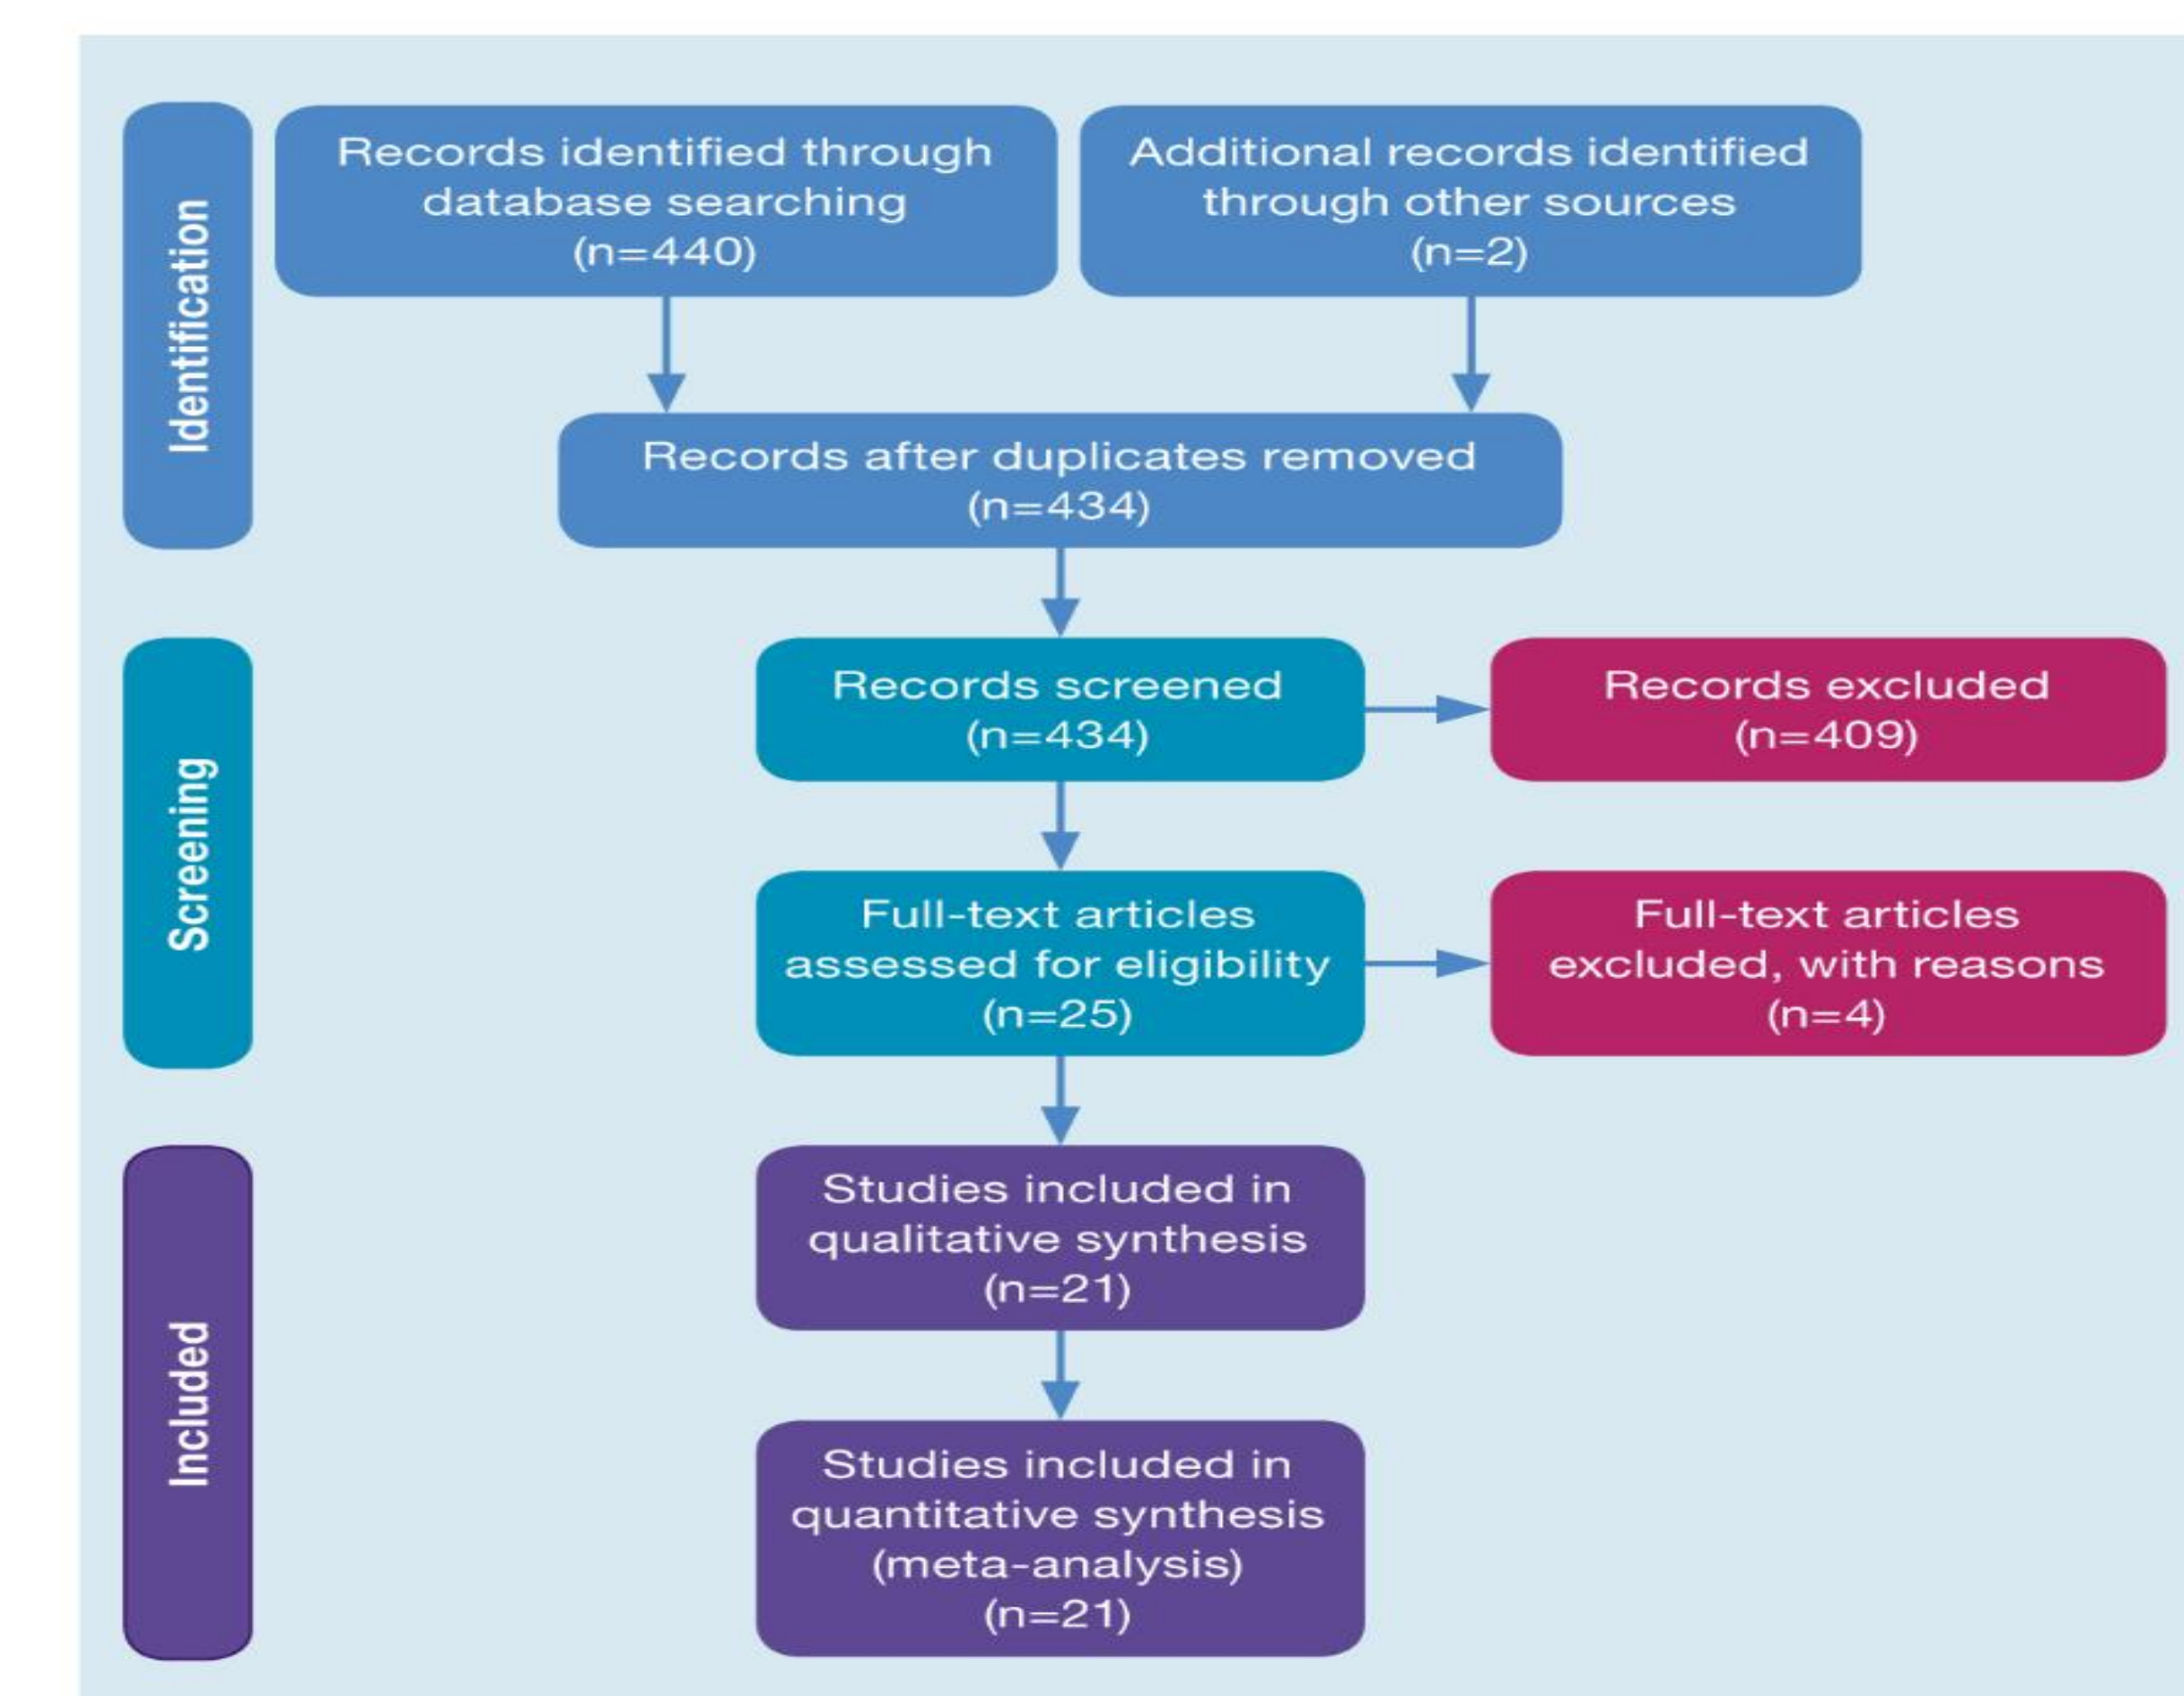 Identification
Records identified through
database searching
(n=440)
Additional records identified
through other sources
(n=2)
Records after duplicates removed
(n=434)
Screening
Records screened
(n=434)
Records excluded
(n=409)
Full-text articles
assessed for eligibility
(n=25)
Full-text articles
excluded, with reasons
(n=4)
Included
Studies included in
qualitative synthesis
(n=21)
Studies included in
quantitative synthesis
(meta-analysis)
(n=21)